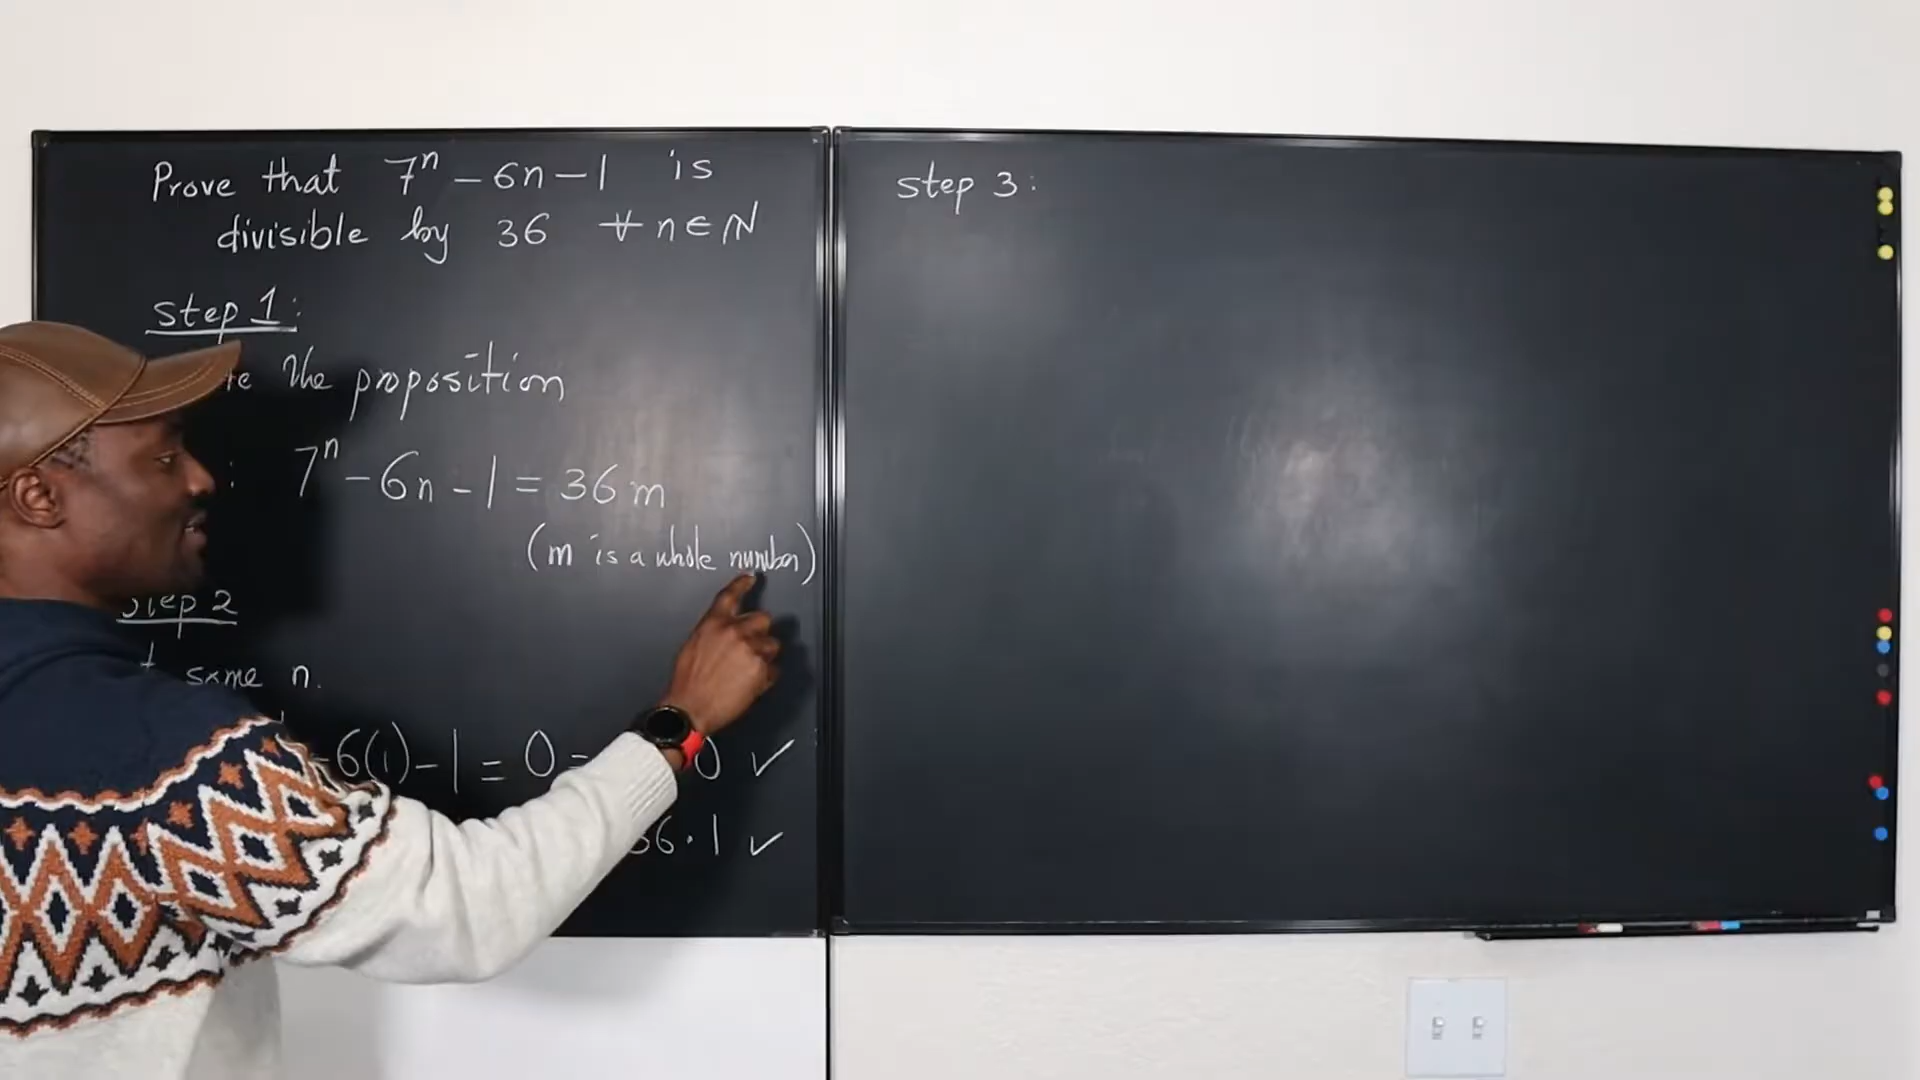 Prove that 7ⁿ – 6n – 1 is
divisible by 36 ∀ n ∈ ℕ
Step 1:
the proposition
: 7ⁿ – 6n – 1 = 36m
(m is a whole number)
Step 2
some n.
6(1) – 1 = 0 = 0 ✓
36 · 1 ✓
Step 3: